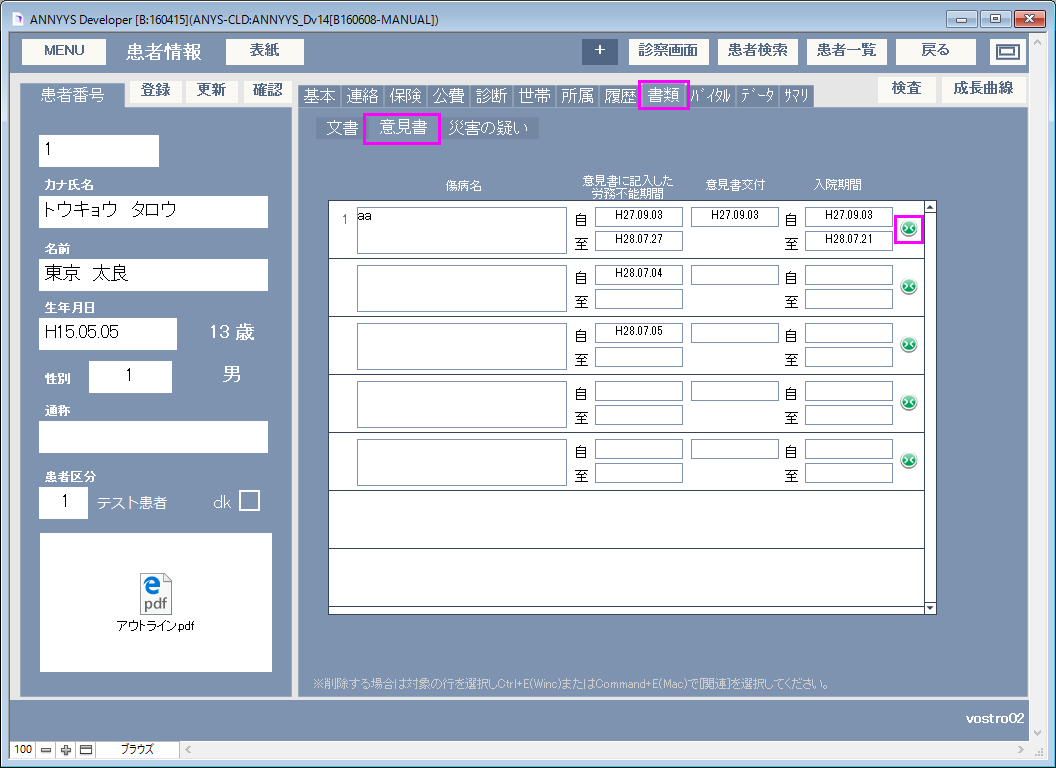 ANNYYS Developer [B:160415](ANYS-CLD:ANNYYS_Dv14[B160608-MANUAL])
MENU 患者情報 表紙 + 診察画面 患者検索 患者一覧 戻る
患者番号 登録 更新 確認
基本 連絡 保険 公費 診断 世帯 所属 履歴 書類 バイタル データ サマリ 検査 成長曲線
文書 意見書 災害の疑い
1
カナ氏名
トウキョウ タロウ
名前
東京 太良
生年月日
H15.05.05 13 歳
性別 1 男
通称
患者区分
1 テスト患者 dk
pdf
アウトライン.pdf
傷病名 意見書に記入した 労務不能期間 意見書交付 入院期間
1 aa 自 H27.09.03 H27.09.03 自 H27.09.03
至 H28.07.27 至 H28.07.21
自 H28.07.04 自
至 至
自 H28.07.05 自
至 至
自 自
至 至
自 自
至 至
※削除する場合は対象の行を選択しCtrl+E(Winc)またはCommand+E(Mac)で[関連]を選択してください。
vostro02
100 ブラウズ